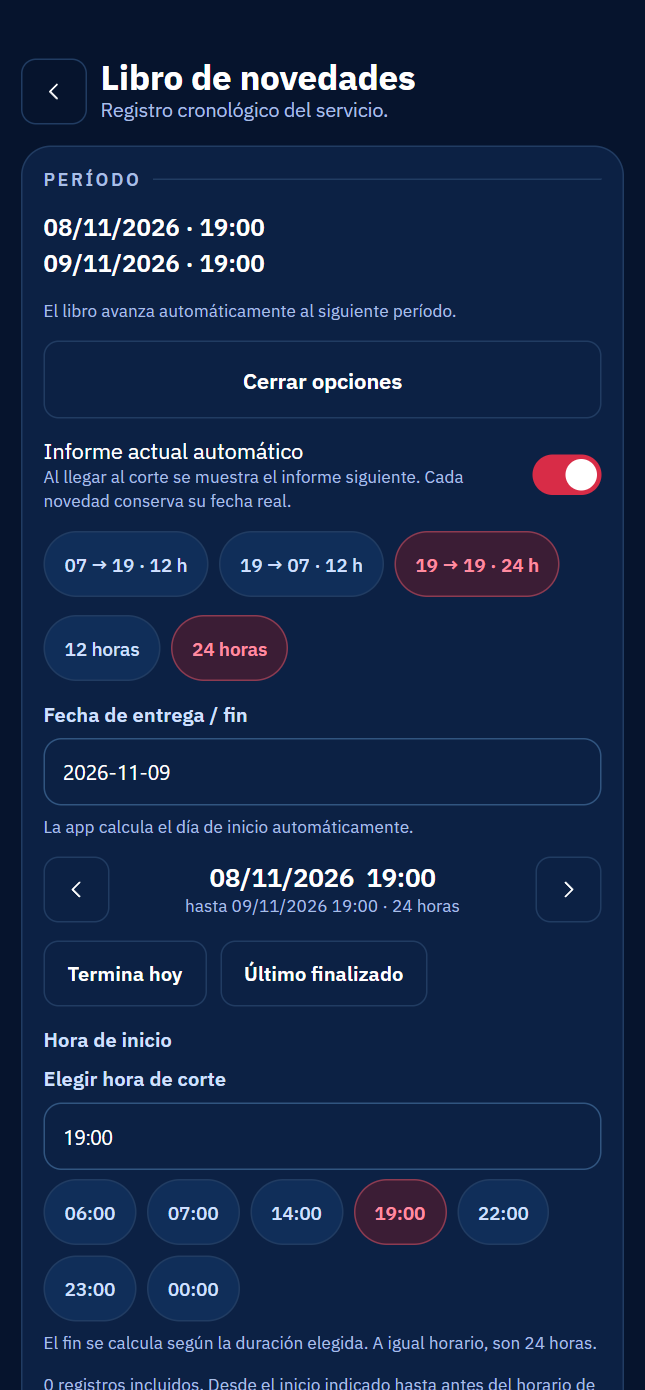 Libro de novedades
Registro cronológico del servicio.
PERÍODO
08/11/2026 · 19:00
09/11/2026 · 19:00
El libro avanza automáticamente al siguiente período.
Cerrar opciones
Informe actual automático
Al llegar al corte se muestra el informe siguiente. Cada
novedad conserva su fecha real.
07 → 19 · 12 h
19 → 07 · 12 h
19 → 19 · 24 h
12 horas
24 horas
Fecha de entrega / fin
2026-11-09
La app calcula el día de inicio automáticamente.
08/11/2026 19:00
hasta 09/11/2026 19:00 · 24 horas
Termina hoy
Último finalizado
Hora de inicio
Elegir hora de corte
19:00
06:00
07:00
14:00
19:00
22:00
23:00
00:00
El fin se calcula según la duración elegida. A igual horario, son 24 horas.
0 registros incluidos. Desde el inicio indicado hasta antes del horario de